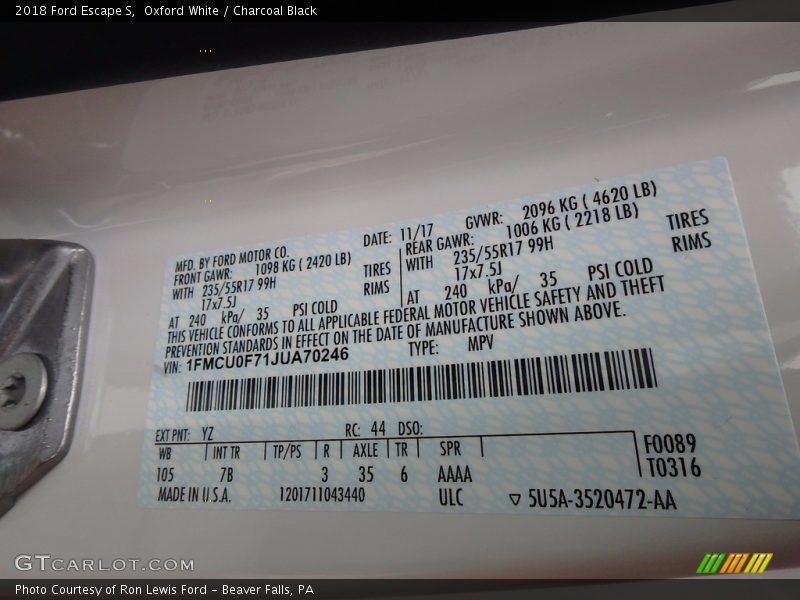 2018 Ford Escape S, Oxford White / Charcoal Black
MFD. BY FORD MOTOR CO. DATE: 11/17 GVWR: 2096 KG ( 4620 LB)
FRONT GAWR: 1098 KG ( 2420 LB) REAR GAWR: 1006 KG ( 2218 LB)
WITH 235/55R17 99H TIRES WITH 235/55R17 99H TIRES
17x7.5J RIMS 17x7.5J RIMS
AT 240 kPa/ 35 PSI COLD AT 240 kPa/ 35 PSI COLD
THIS VEHICLE CONFORMS TO ALL APPLICABLE FEDERAL MOTOR VEHICLE SAFETY AND THEFT
PREVENTION STANDARDS IN EFFECT ON THE DATE OF MANUFACTURE SHOWN ABOVE.
VIN: 1FMCU0F71JUA70246 TYPE: MPV
EXT PNT: YZ RC: 44 DSO:
WB INT TR TP/PS R AXLE TR SPR F0089
105 7B 3 35 6 AAAA T0316
MADE IN U.S.A. 1201711043440 ULC ▽ 5U5A-3520472-AA
GTCARLOT.COM
Photo Courtesy of Ron Lewis Ford - Beaver Falls, PA